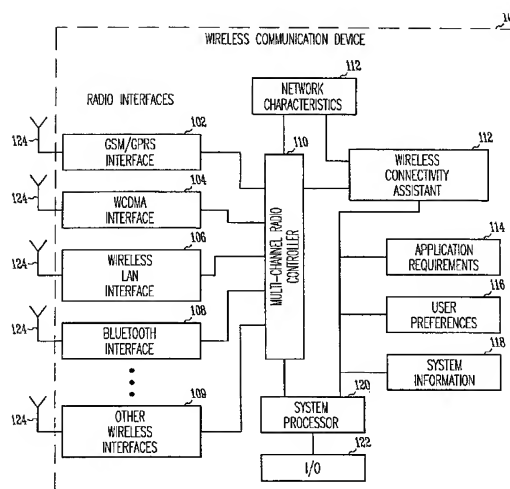 WIRELESS COMMUNICATION DEVICE
RADIO INTERFACES
112
NETWORK
CHARACTERISTICS
124
102
GSM/GPRS
INTERFACE
110
MULTI-CHANNEL RADIO
CONTROLLER
112
WIRELESS
CONNECTIVITY
ASSISTANT
124
104
WCDMA
INTERFACE
114
APPLICATION
REQUIREMENTS
124
106
WIRELESS
LAN
INTERFACE
116
USER
PREFERENCES
124
108
BLUETOOTH
INTERFACE
118
SYSTEM
INFORMATION
124
109
OTHER
WIRELESS
INTERFACES
120
SYSTEM
PROCESSOR
122
I/O